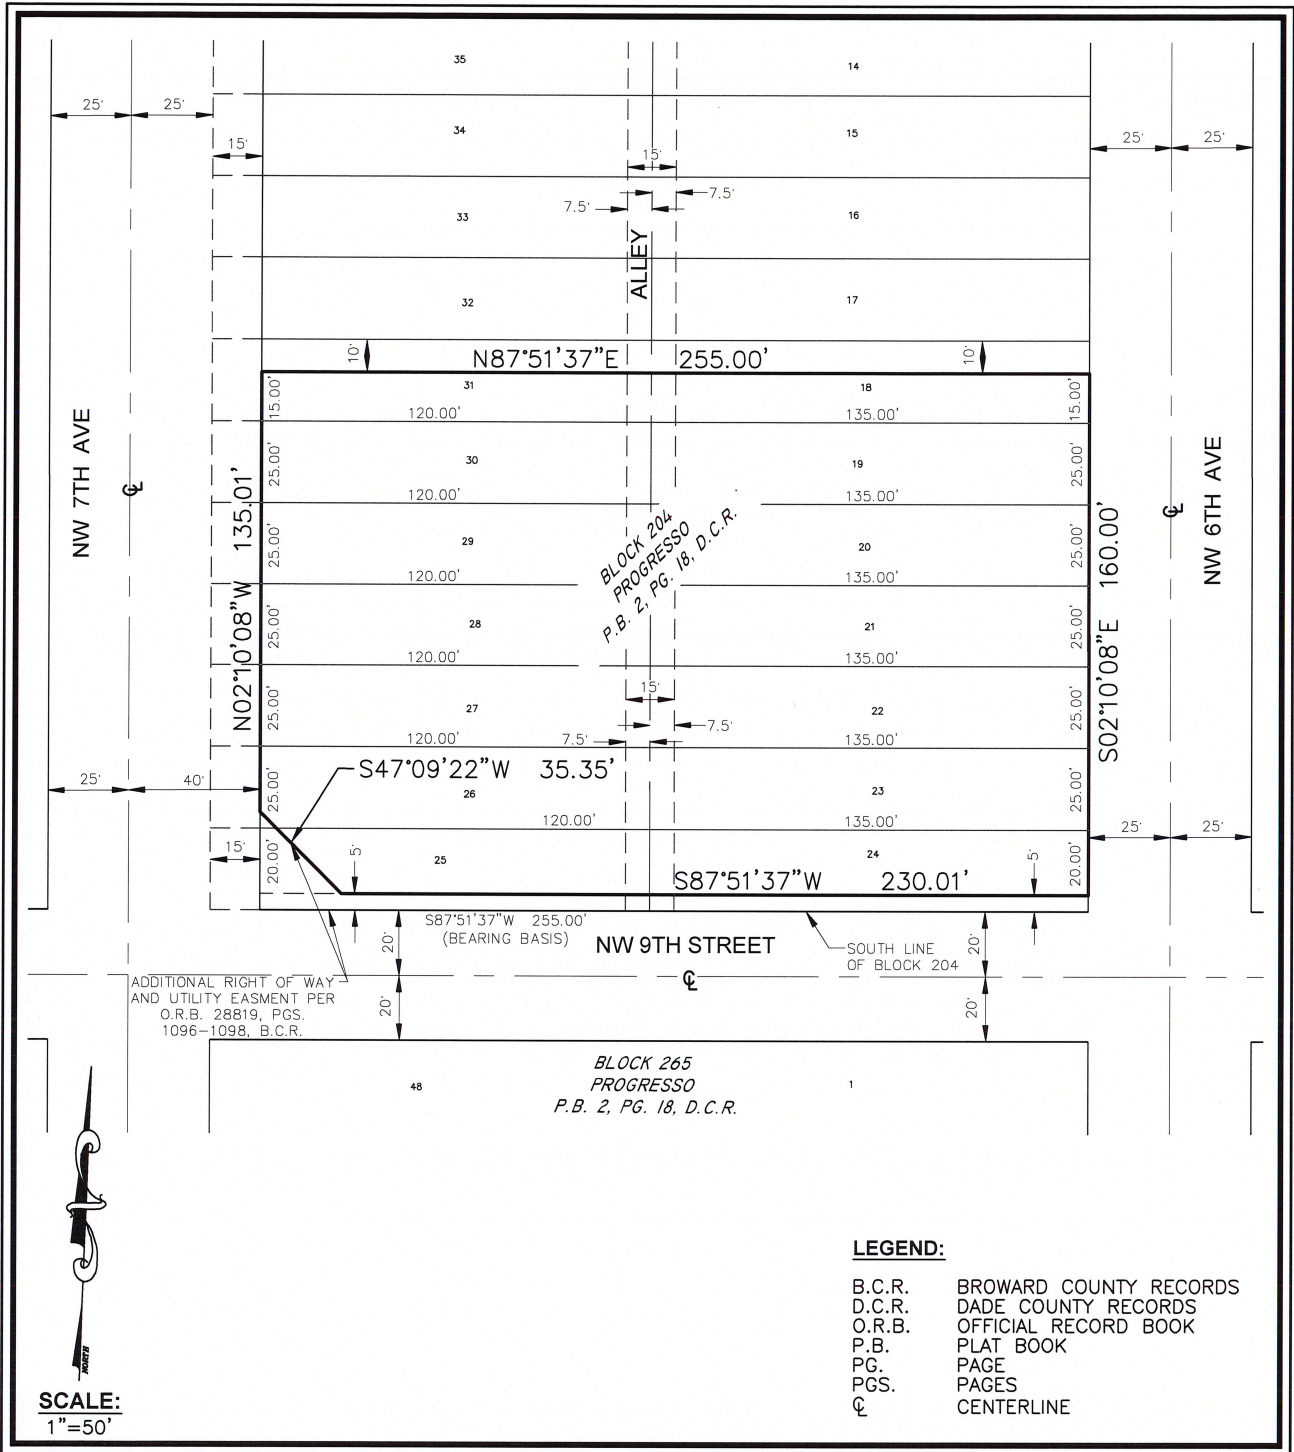 35
14
25'
25'
34
15
25'
25'
15'
15'
33
16
7.5'
7.5'
ALLEY
32
17
10'
N87°51'37"E 255.00'
10'
31
18
15.00'
120.00'
135.00'
15.00'
NW 7TH AVE
℄
N02°10'08"W 135.01'
25.00'
30
19
25.00'
120.00'
135.00'
BLOCK 204
PROGRESSO
P.B. 2, PG. 18, D.C.R.
S02°10'08"E 160.00'
℄
NW 6TH AVE
25.00'
29
20
25.00'
120.00'
135.00'
25.00'
28
21
25.00'
120.00'
135.00'
15'
25.00'
27
22
25.00'
7.5'
7.5'
120.00'
135.00'
25'
40'
S47°09'22"W 35.35'
25.00'
26
23
25.00'
120.00'
135.00'
25'
25'
15'
20.00'
5'
25
24
5'
20.00'
S87°51'37"W 230.01'
S87°51'37"W 255.00'
(BEARING BASIS)
NW 9TH STREET
20'
20'
SOUTH LINE
OF BLOCK 204
℄
ADDITIONAL RIGHT OF WAY
AND UTILITY EASMENT PER
O.R.B. 28819, PGS.
1096-1098, B.C.R.
20'
20'
BLOCK 265
PROGRESSO
P.B. 2, PG. 18, D.C.R.
48
1
NORTH
SCALE:
1"=50'
LEGEND:
B.C.R. BROWARD COUNTY RECORDS
D.C.R. DADE COUNTY RECORDS
O.R.B. OFFICIAL RECORD BOOK
P.B. PLAT BOOK
PG. PAGE
PGS. PAGES
℄ CENTERLINE